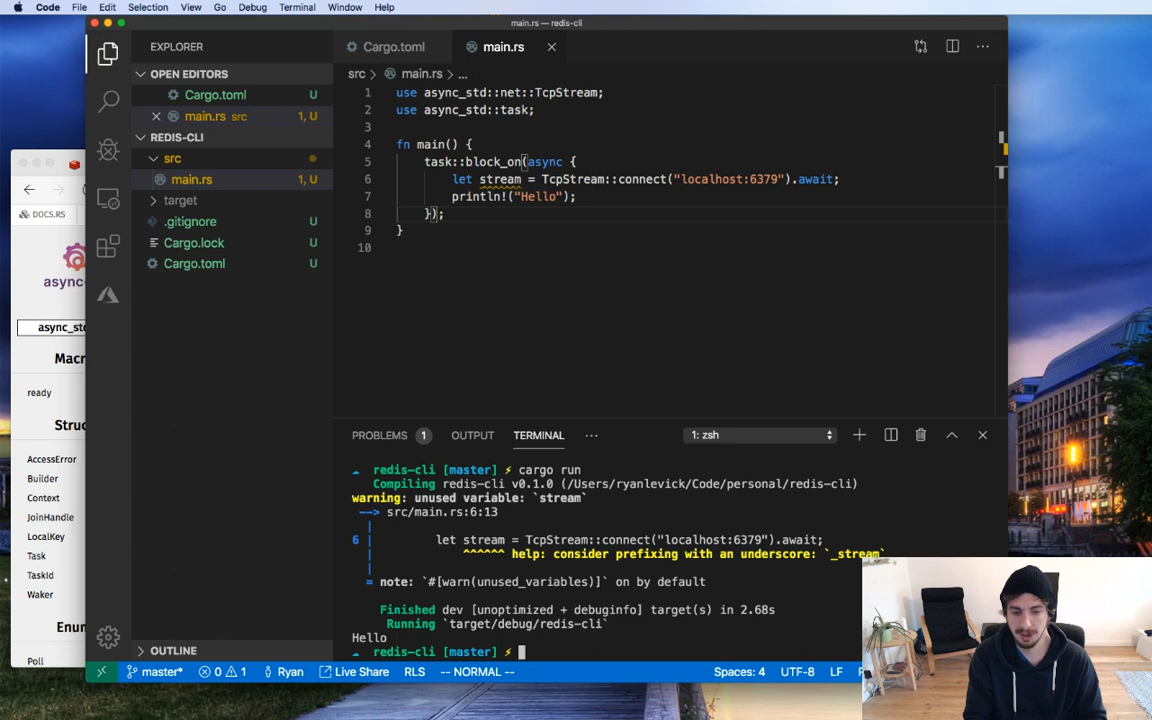 Code File Edit Selection View Go Debug Terminal Window Help
main.rs — redis-cli
EXPLORER
OPEN EDITORS
Cargo.toml U
main.rs src 1, U
REDIS-CLI
src
main.rs 1, U
target
.gitignore U
Cargo.lock U
Cargo.toml U
OUTLINE
DOCS.RS
async-
async_std
Macr
ready
Struc
AccessError
Builder
Context
JoinHandle
LocalKey
Task
TaskId
Waker
Enum
Poll
Cargo.toml main.rs
src > main.rs > ...
1 use async_std::net::TcpStream;
2 use async_std::task;
3
4 fn main() {
5 task::block_on(async {
6 let stream = TcpStream::connect("localhost:6379").await;
7 println!("Hello");
8 });
9 }
10
PROBLEMS 1 OUTPUT TERMINAL ... 1: zsh
redis-cli [master] ⚡ cargo run
Compiling redis-cli v0.1.0 (/Users/ryanlevick/Code/personal/redis-cli)
warning: unused variable: `stream`
--> src/main.rs:6:13
|
6 | let stream = TcpStream::connect("localhost:6379").await;
| ^^^^^^ help: consider prefixing with an underscore: `_stream`
|
= note: `#[warn(unused_variables)]` on by default
Finished dev [unoptimized + debuginfo] target(s) in 2.68s
Running `target/debug/redis-cli`
Hello
redis-cli [master] ⚡
master* 0 1 Ryan Live Share RLS -- NORMAL -- Spaces: 4 UTF-8 LF